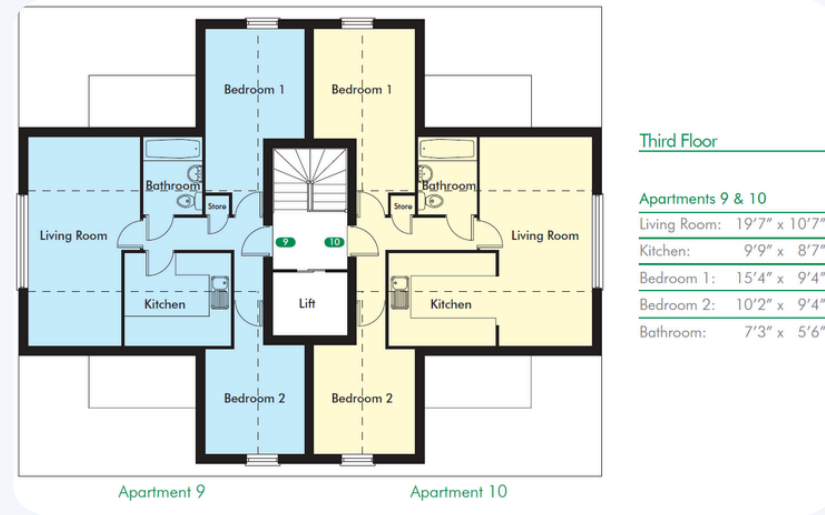 Bedroom 1
Bedroom 1
Third Floor
Bathroom
Bathroom
Apartments 9 & 10
Store
Store
Living Room: 19’7” x 10’7”
Living Room
9
10
Living Room
Kitchen: 9’9” x 8’7”
Bedroom 1: 15’4” x 9’4”
Kitchen
Lift
Kitchen
Bedroom 2: 10’2” x 9’4”
Bathroom: 7’3” x 5’6”
Bedroom 2
Bedroom 2
Apartment 9
Apartment 10